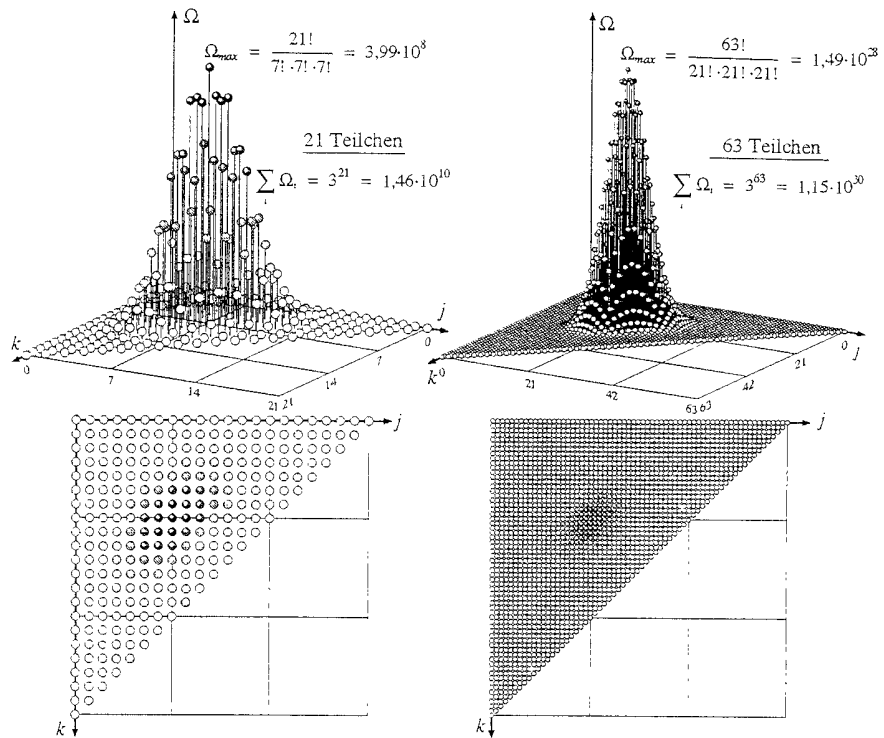 Ω
Ω_max = 21! / (7! · 7! · 7!) = 3,99·10^8
21 Teilchen
∑_i Ω_i = 3^21 = 1,46·10^10
k
0
7
14
21
21
14
7
0
j
Ω
Ω_max = 63! / (21! · 21! · 21!) = 1,49·10^28
63 Teilchen
∑_i Ω_i = 3^63 = 1,15·10^30
k
0
21
42
63
63
42
21
0
j
j
k
j
k